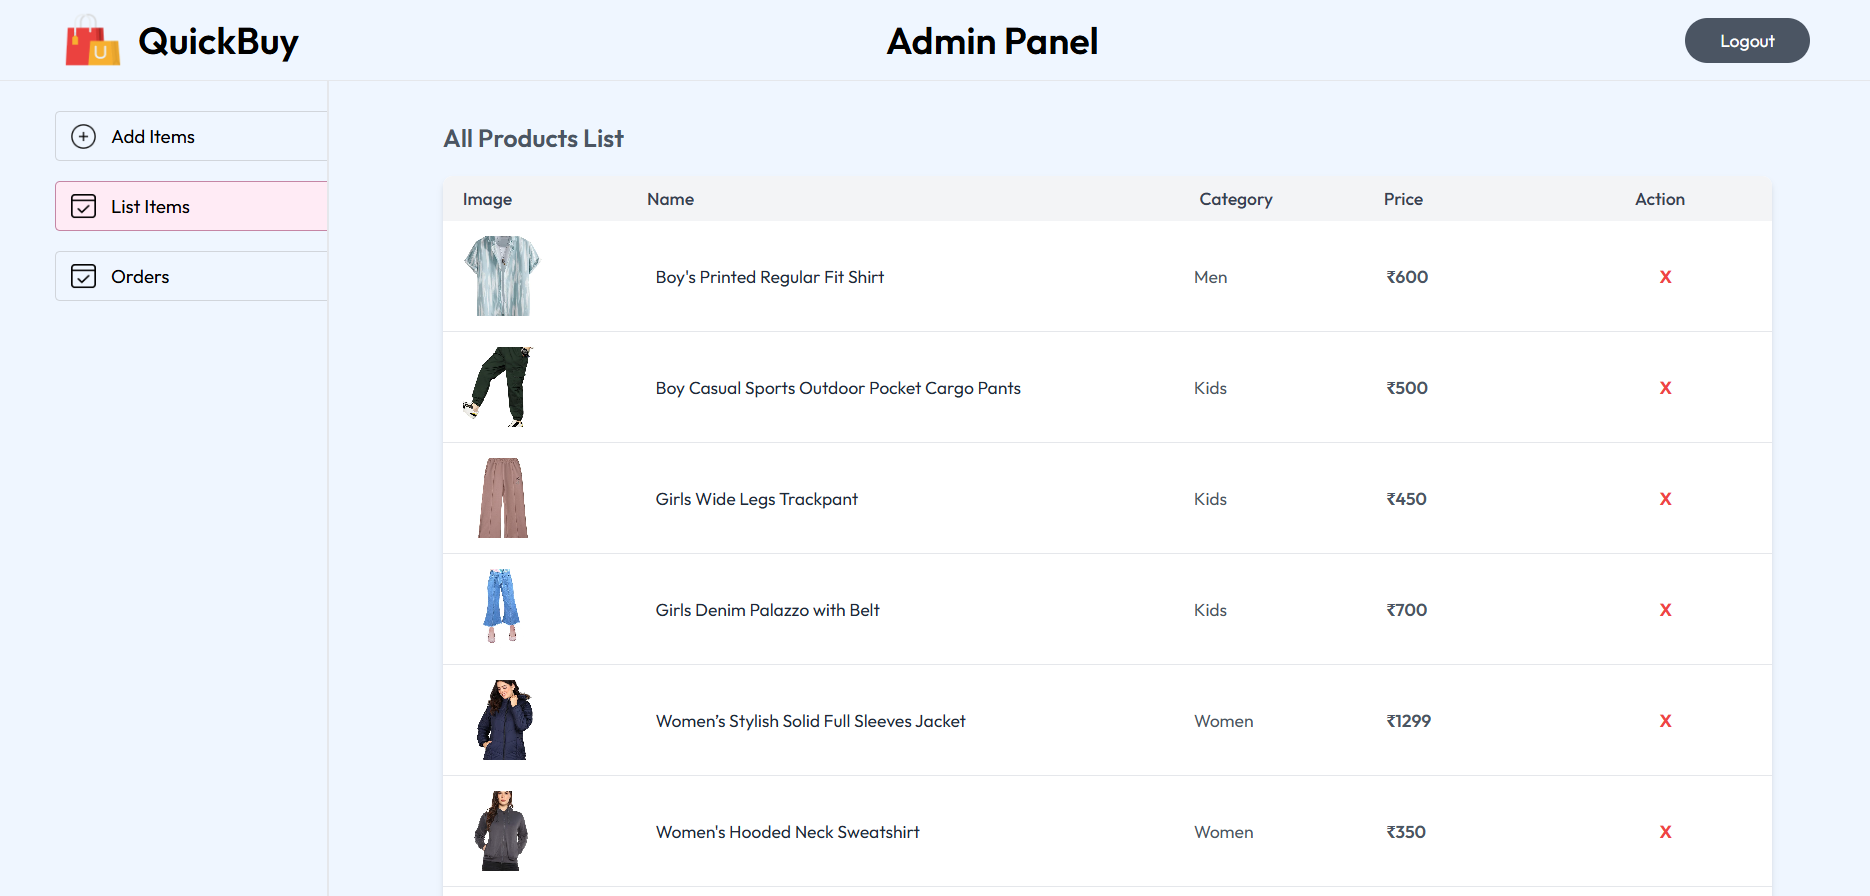 QuickBuy
Admin Panel
Logout
Add Items
List Items
Orders
All Products List
Image Name Category Price Action
Boy's Printed Regular Fit Shirt Men ₹600 X
Boy Casual Sports Outdoor Pocket Cargo Pants Kids ₹500 X
Girls Wide Legs Trackpant Kids ₹450 X
Girls Denim Palazzo with Belt Kids ₹700 X
Women’s Stylish Solid Full Sleeves Jacket Women ₹1299 X
Women's Hooded Neck Sweatshirt Women ₹350 X